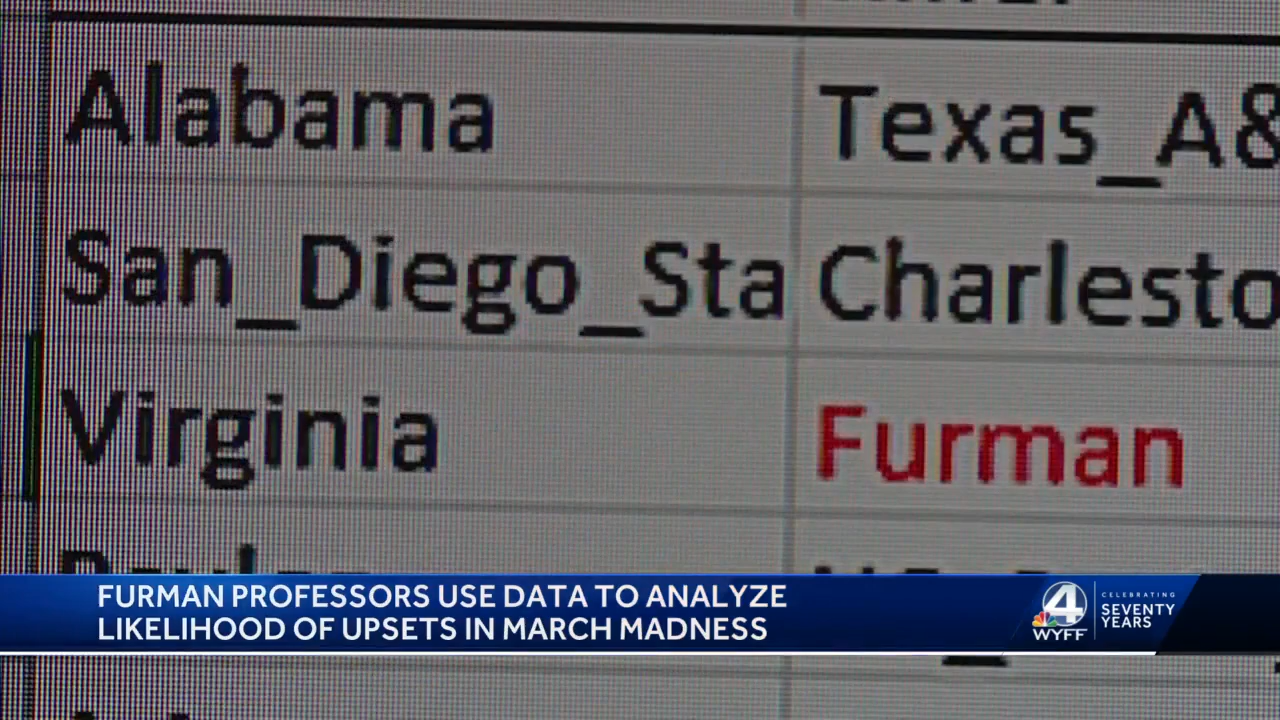 Alabama
Texas_A&
San_Diego_Sta
Charlesto
Virginia
Furman
FURMAN PROFESSORS USE DATA TO ANALYZE
LIKELIHOOD OF UPSETS IN MARCH MADNESS
4
WYFF
CELEBRATING
SEVENTY
YEARS